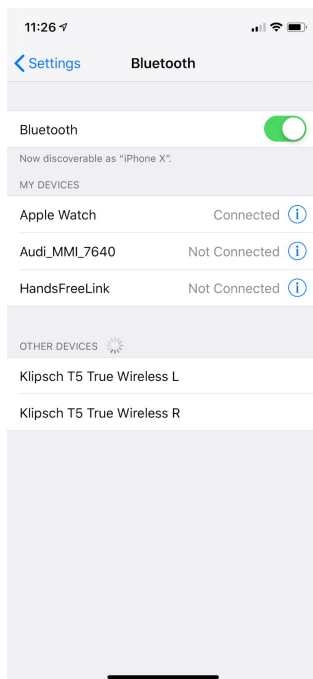 11:26
Settings
Bluetooth
Bluetooth
Now discoverable as “iPhone X”.
MY DEVICES
Apple Watch Connected
Audi_MMI_7640 Not Connected
HandsFreeLink Not Connected
OTHER DEVICES
Klipsch T5 True Wireless L
Klipsch T5 True Wireless R